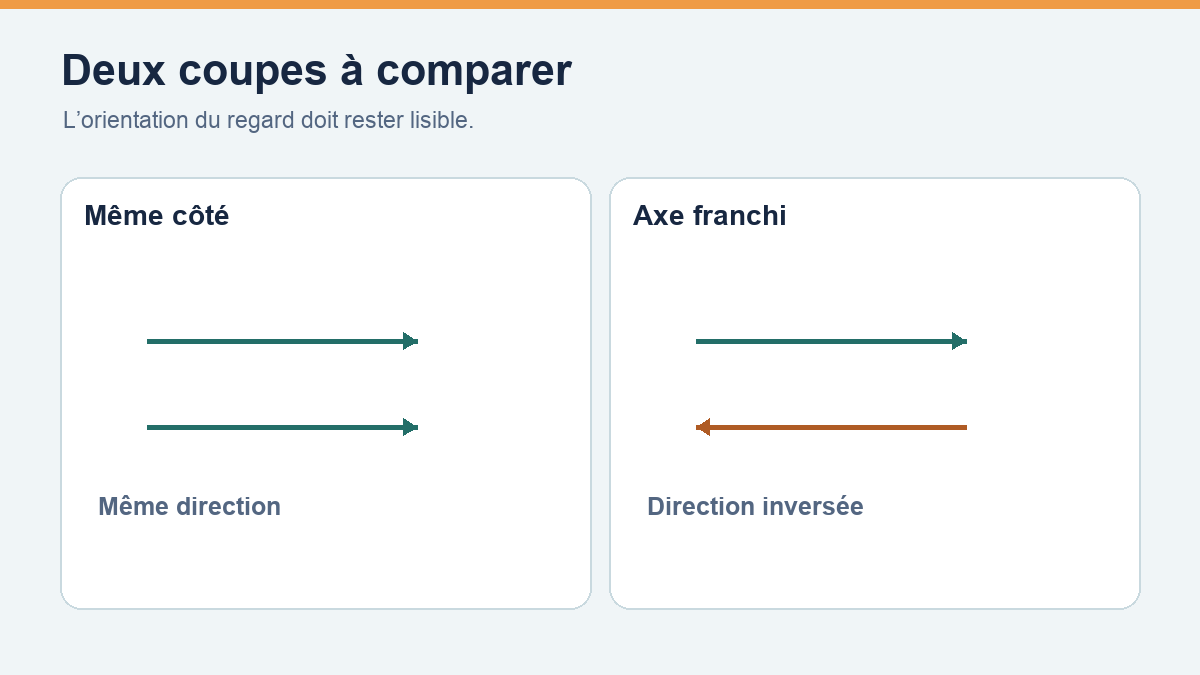 Deux coupes à comparer
L’orientation du regard doit rester lisible.
Même côté
Même direction
Axe franchi
Direction inversée